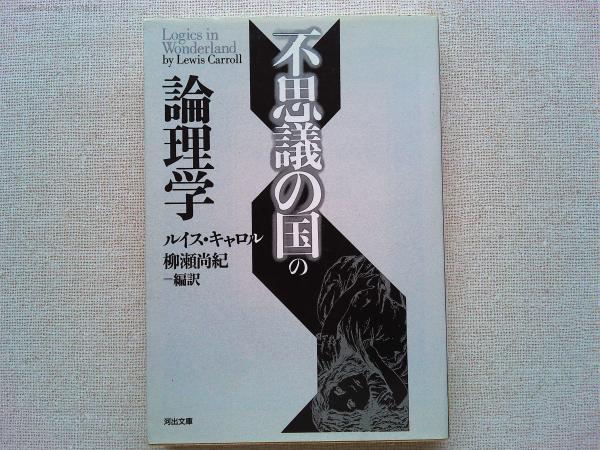 Logics in
Wonderland
by Lewis Carroll
不思議の国の
論理学
ルイス・キャロル
柳瀬尚紀
編訳
河出文庫